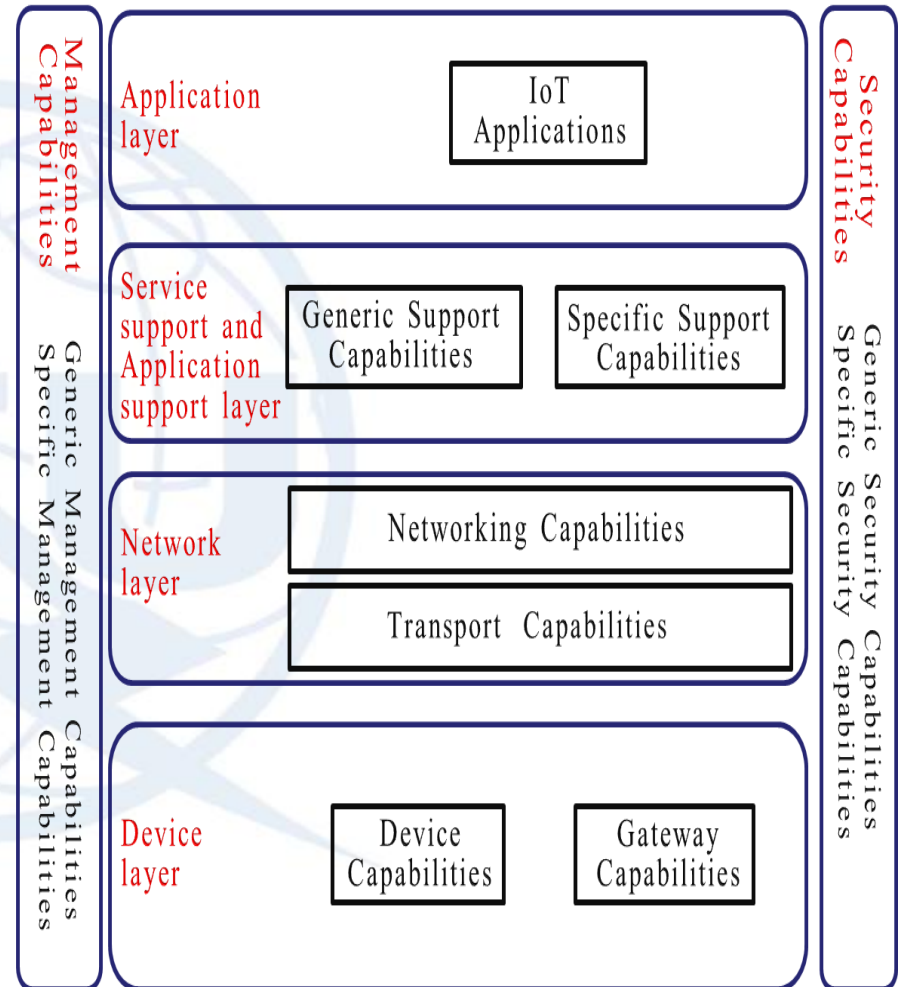 Management
Capabilities
Generic Management Capabilities
Specific Management Capabilities
Application
layer
IoT
Applications
Service
support and
Application
support layer
Generic Support
Capabilities
Specific Support
Capabilities
Network
layer
Networking Capabilities
Transport Capabilities
Device
layer
Device
Capabilities
Gateway
Capabilities
Security
Capabilities
Generic Security Capabilities
Specific Security Capabilities